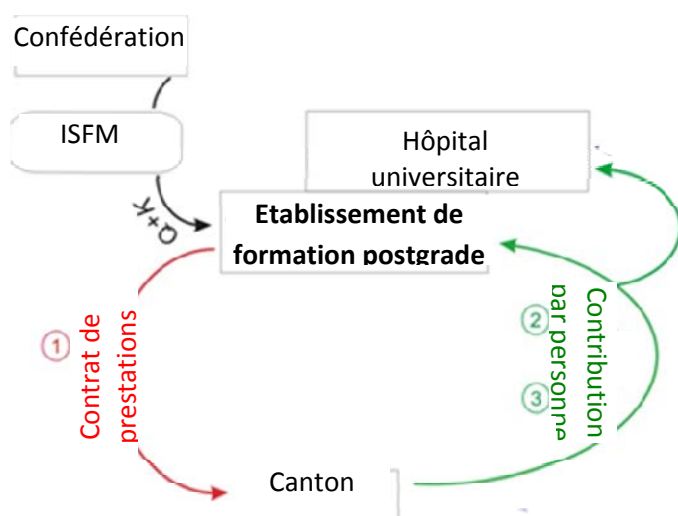 Confédération
ISFM
Hôpital
universitaire
Q+K
Etablissement de
formation postgrade
1
Contrat de
prestations
2
3
Contribution
par personne
Canton